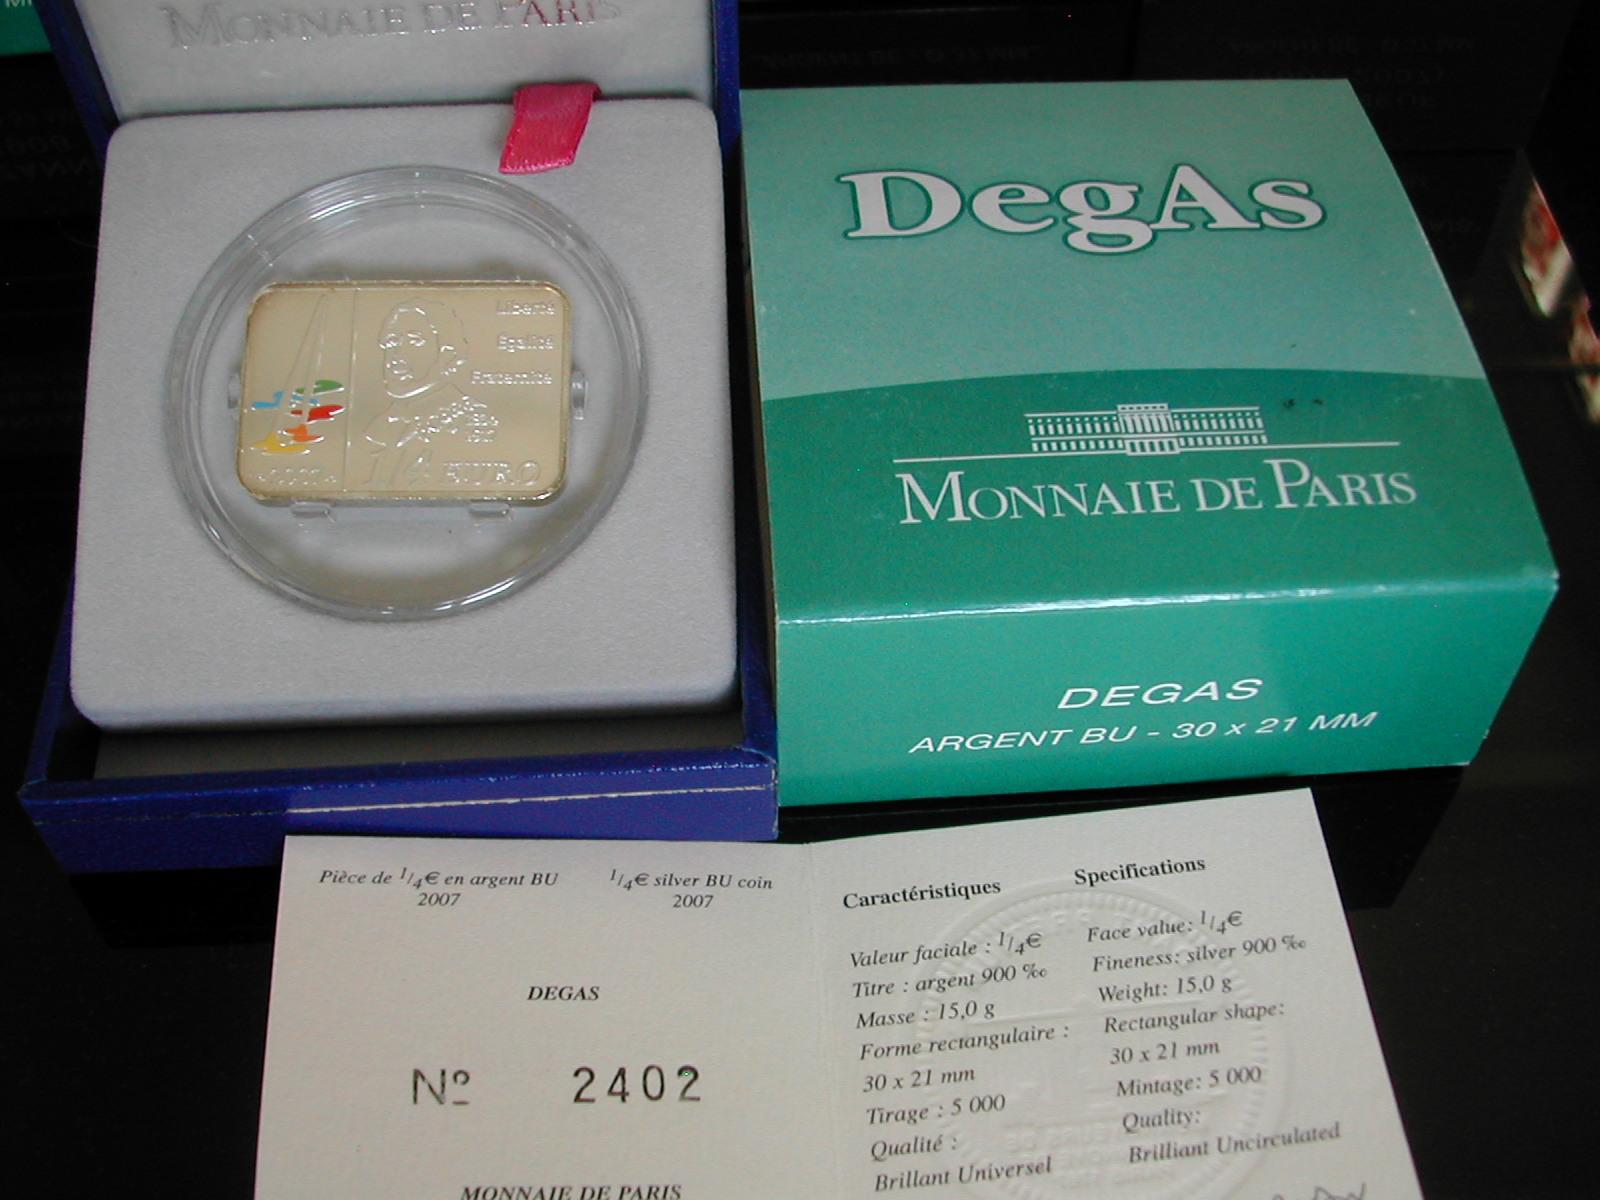 MONNAIE DE PARIS
Liberté
Égalité
Fraternité
1/4 EURO
DegAs
MONNAIE DE PARIS
DEGAS
ARGENT BU - 30 x 21 MM
Pièce de 1/4€ en argent BU
2007
1/4€ silver BU coin
2007
DEGAS
Nº 2402
MONNAIE DE PARIS
Caractéristiques
Valeur faciale : 1/4€
Titre : argent 900 ‰
Masse : 15,0 g
Forme rectangulaire :
30 x 21 mm
Tirage : 5 000
Qualité :
Brillant Universel
Specifications
Face value: 1/4€
Fineness: silver 900 ‰
Weight: 15,0 g
Rectangular shape:
30 x 21 mm
Mintage: 5 000
Quality:
Brilliant Uncirculated